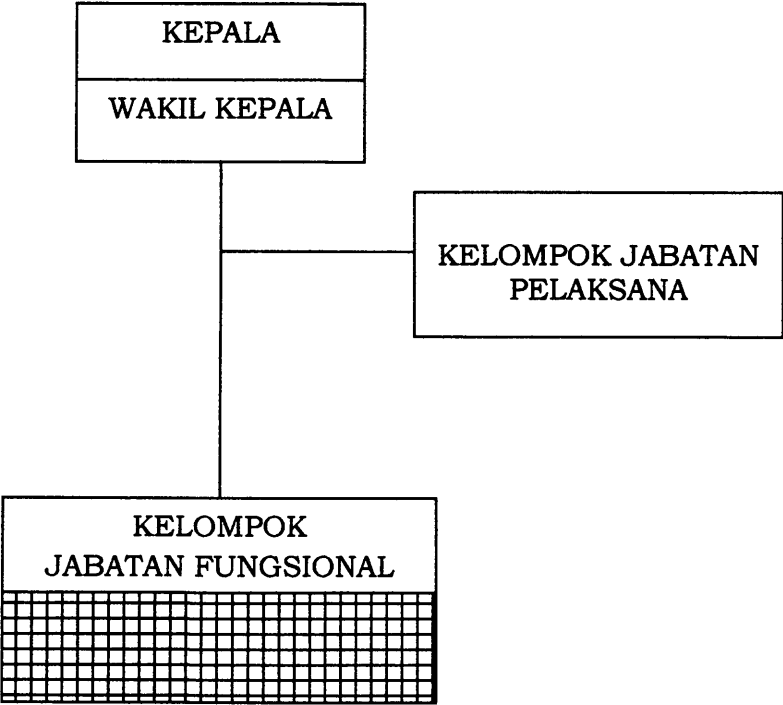 KEPALA
WAKIL KEPALA
KELOMPOK JABATAN
PELAKSANA
KELOMPOK
JABATAN FUNGSIONAL